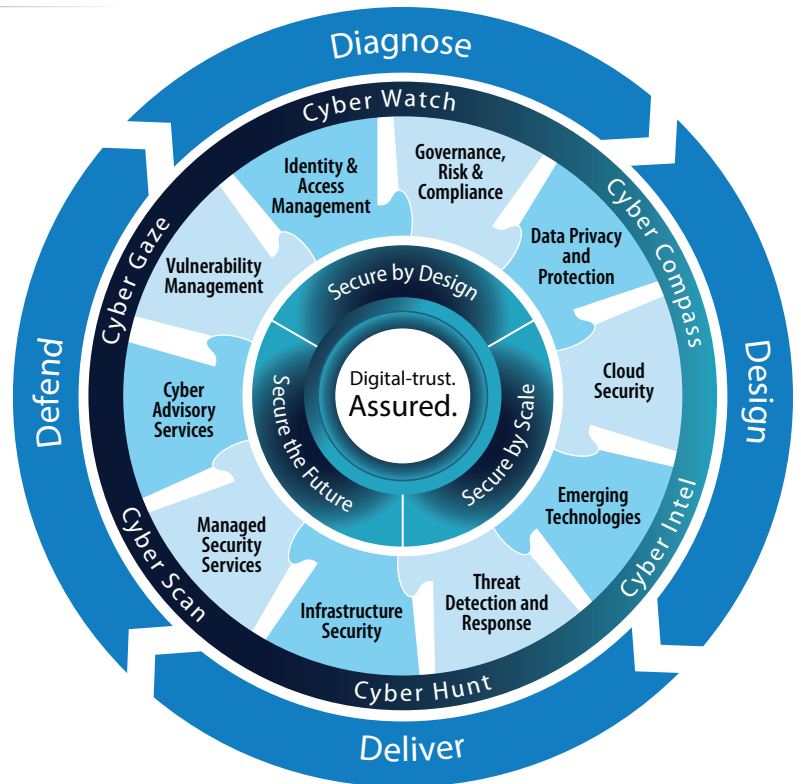 Diagnose
Design
Deliver
Defend
Cyber Watch
Cyber Compass
Cyber Intel
Cyber Hunt
Cyber Scan
Cyber Gaze
Governance,
Risk &
Compliance
Data Privacy
and
Protection
Cloud
Security
Emerging
Technologies
Threat
Detection and
Response
Infrastructure
Security
Managed
Security
Services
Cyber
Advisory
Services
Vulnerability
Management
Identity &
Access
Management
Secure by Design
Secure by Scale
Secure the Future
Digital-trust.
Assured.